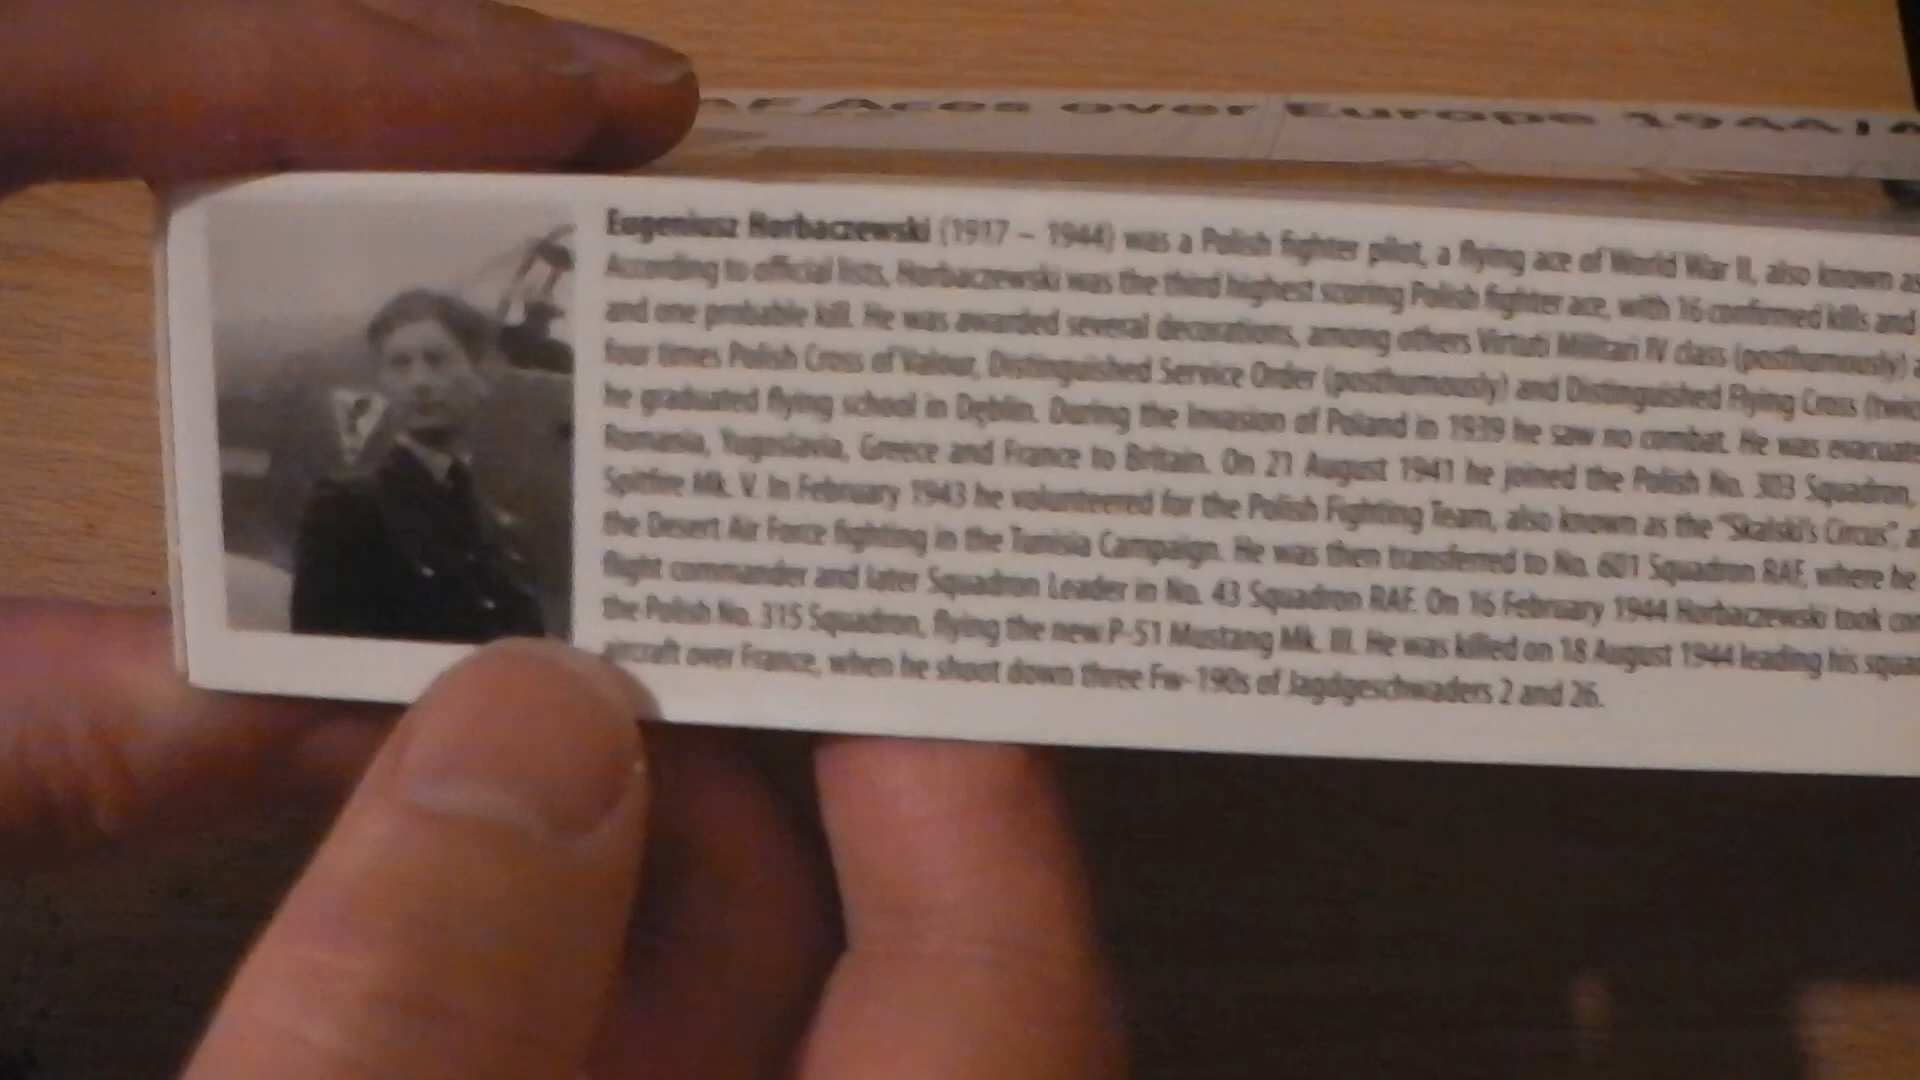 AF Aces over Europe 1944
Eugeniusz Horbaczewski (1917 – 1944) was a Polish fighter pilot, a flying ace of World War II, also known as
According to official lists, Horbaczewski was the third highest scoring Polish fighter ace, with 16 confirmed kills and
and one probable kill. He was awarded several decorations, among others Virtuti Militari IV class (posthumously)
four times Polish Cross of Valour, Distinguished Service Order (posthumously) and Distinguished Flying Cross
he graduated flying school in Dęblin. During the Invasion of Poland in 1939 he saw no combat. He was
Romania, Yugoslavia, Greece and France to Britain. On 21 August 1941 he joined the Polish No. 303 Squadron,
Spitfire Mk. V. In February 1943 he volunteered for the Polish Fighting Team, also known as the "Skalski's Circus",
the Desert Air Force fighting in the Tunisia Campaign. He was then transferred to No. 601 Squadron RAF, where he
flight commander and later Squadron Leader in No. 43 Squadron RAF. On 16 February 1944 Horbaczewski took
the Polish No. 315 Squadron, flying the new P-51 Mustang Mk. III. He was killed on 18 August 1944 leading his
aircraft over France, when he shoot down three Fw-190s of Jagdgeschwaders 2 and 26.